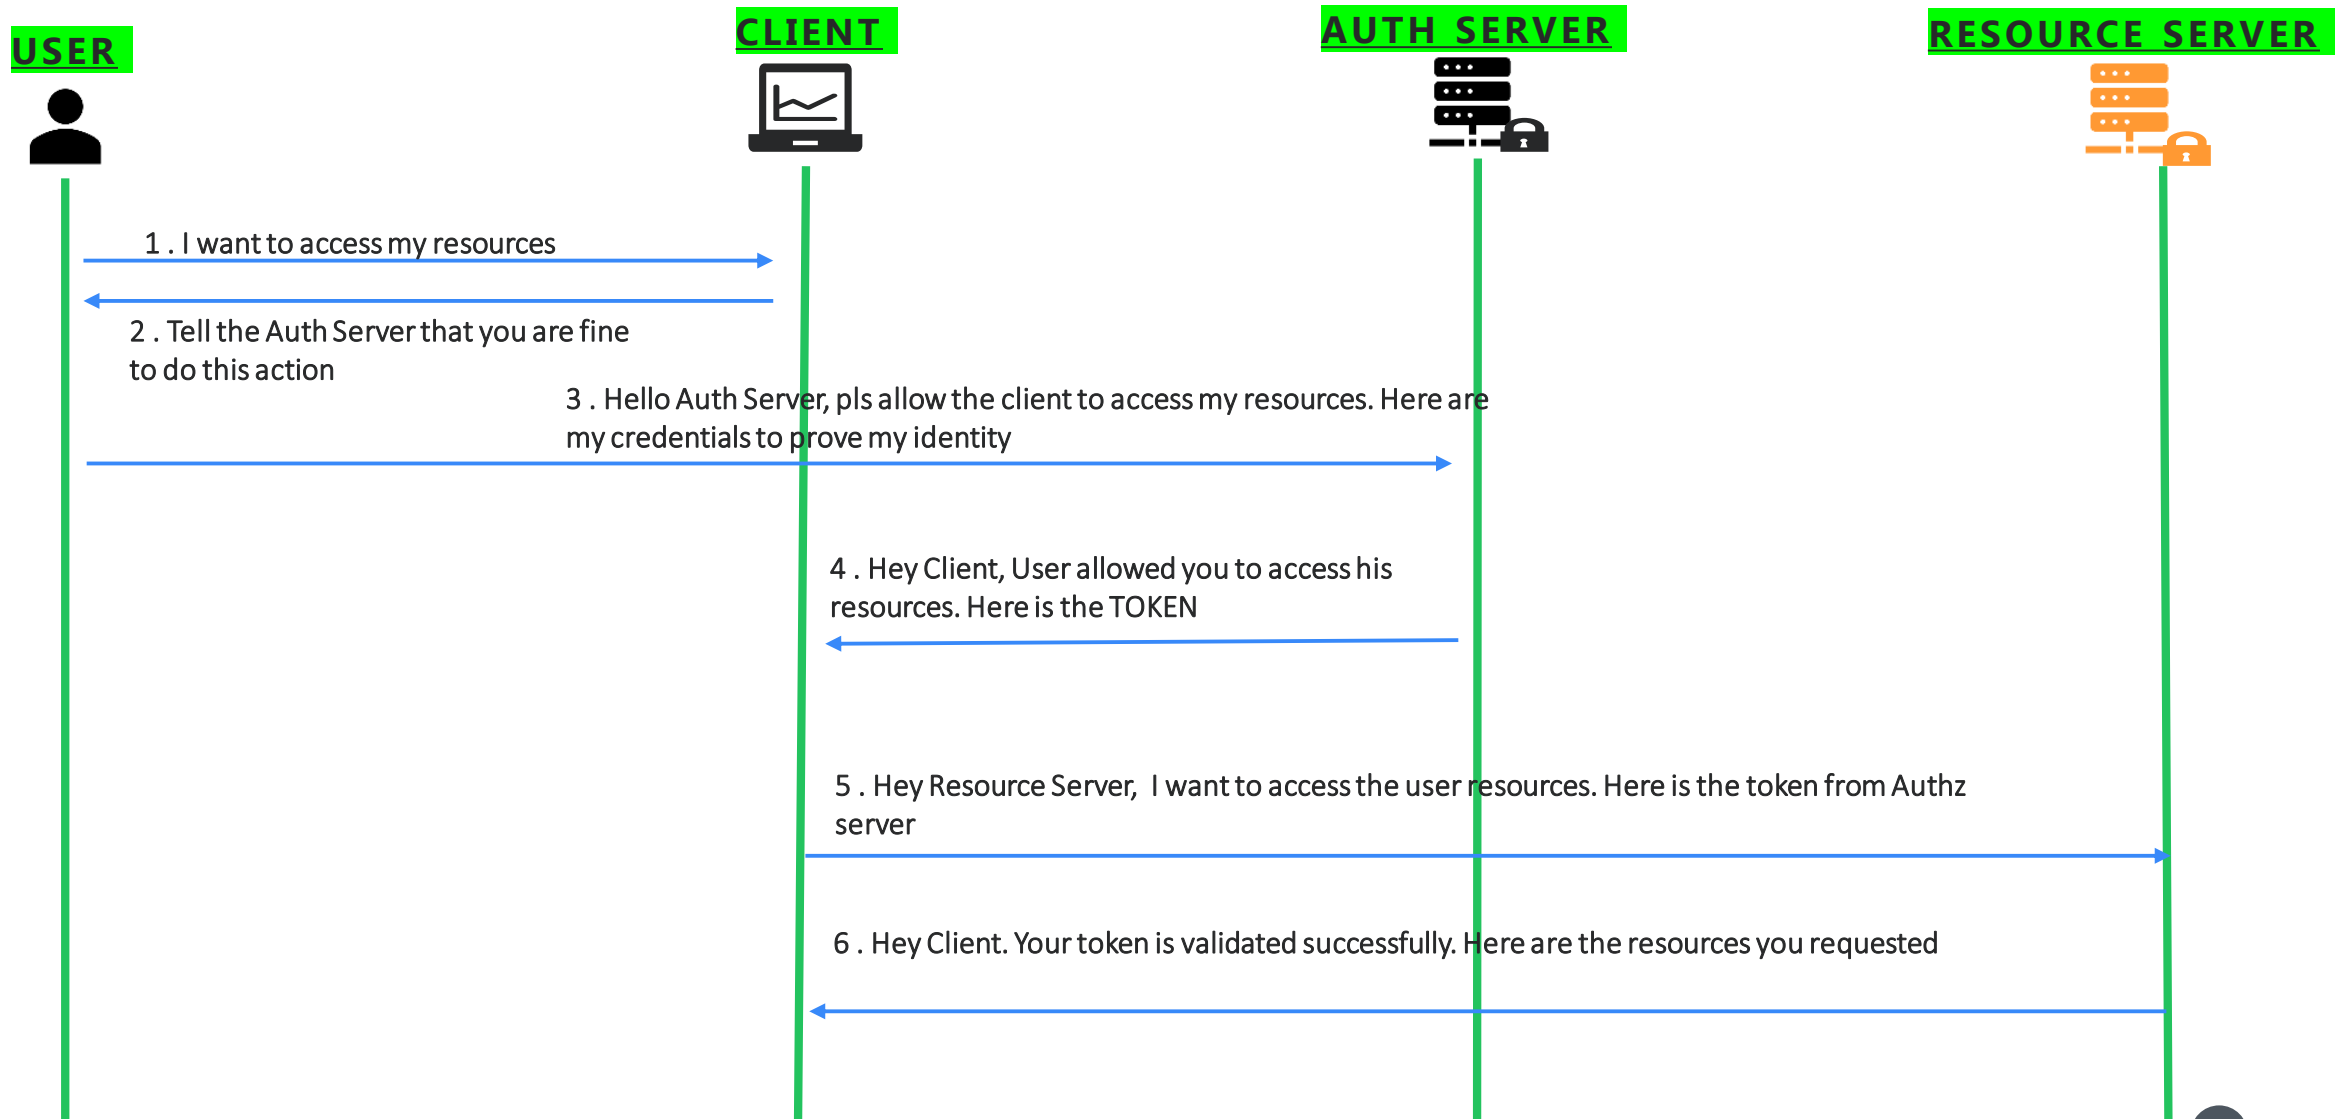 USER
CLIENT
AUTH SERVER
RESOURCE SERVER
1 . I want to access my resources
2 . Tell the Auth Server that you are fine
to do this action
3 . Hello Auth Server, pls allow the client to access my resources. Here are
my credentials to prove my identity
4 . Hey Client, User allowed you to access his
resources. Here is the TOKEN
5 . Hey Resource Server,  I want to access the user resources. Here is the token from Authz
server
6 . Hey Client. Your token is validated successfully. Here are the resources you requested